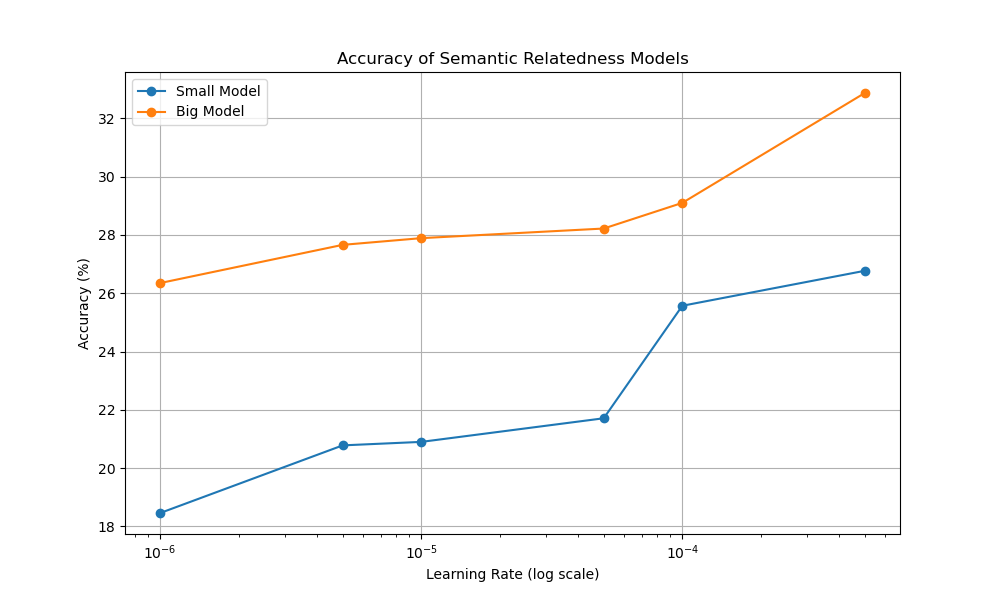 Accuracy of Semantic Relatedness Models
Small Model
Big Model
32
30
28
26
24
22
20
18
Accuracy (%)
10⁻⁶ 10⁻⁵ 10⁻⁴
Learning Rate (log scale)